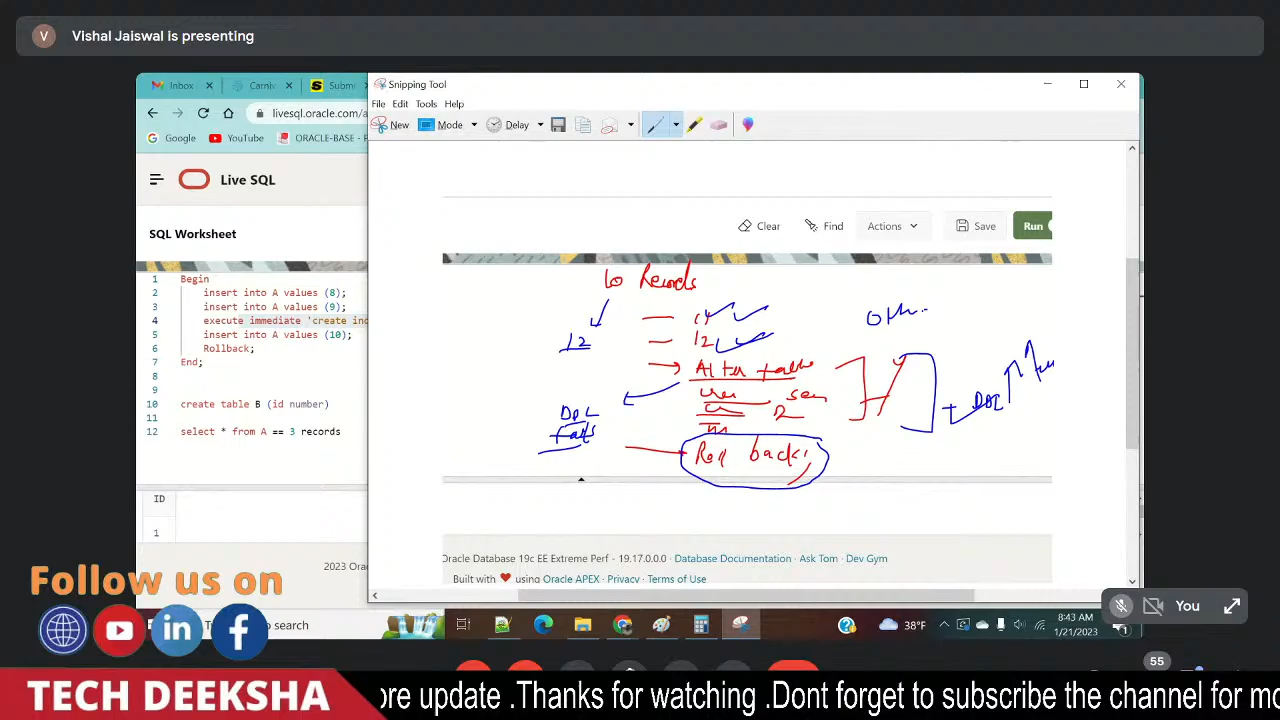 V Vishal Jaiswal is presenting
Inbox
Carniv
Submi
livesql.oracle.com/a
Google
YouTube
ORACLE-BASE - P
Live SQL
SQL Worksheet
1 Begin
2 insert into A values (8);
3 insert into A values (9);
4 execute immediate 'create ind
5 insert into A values (10);
6 Rollback;
7 End;
8
9
10 create table B (id number)
11
12 select * from A == 3 records
ID
1
2023 Orac
Snipping Tool
File Edit Tools Help
New Mode Delay
Clear Find Actions Save Run
10 Records
11
12
12
Alter table
DDL
fails
DDL
Roll back;
Oracle Database 19c EE Extreme Perf - 19.17.0.0.0 · Database Documentation · Ask Tom · Dev Gym
Built with ❤ using Oracle APEX · Privacy · Terms of Use
You
search
38°F
8:43 AM
1/21/2023
1
55
Follow us on
TECH DEEKSHA
ore update .Thanks for watching .Dont forget to subscribe the channel for mo